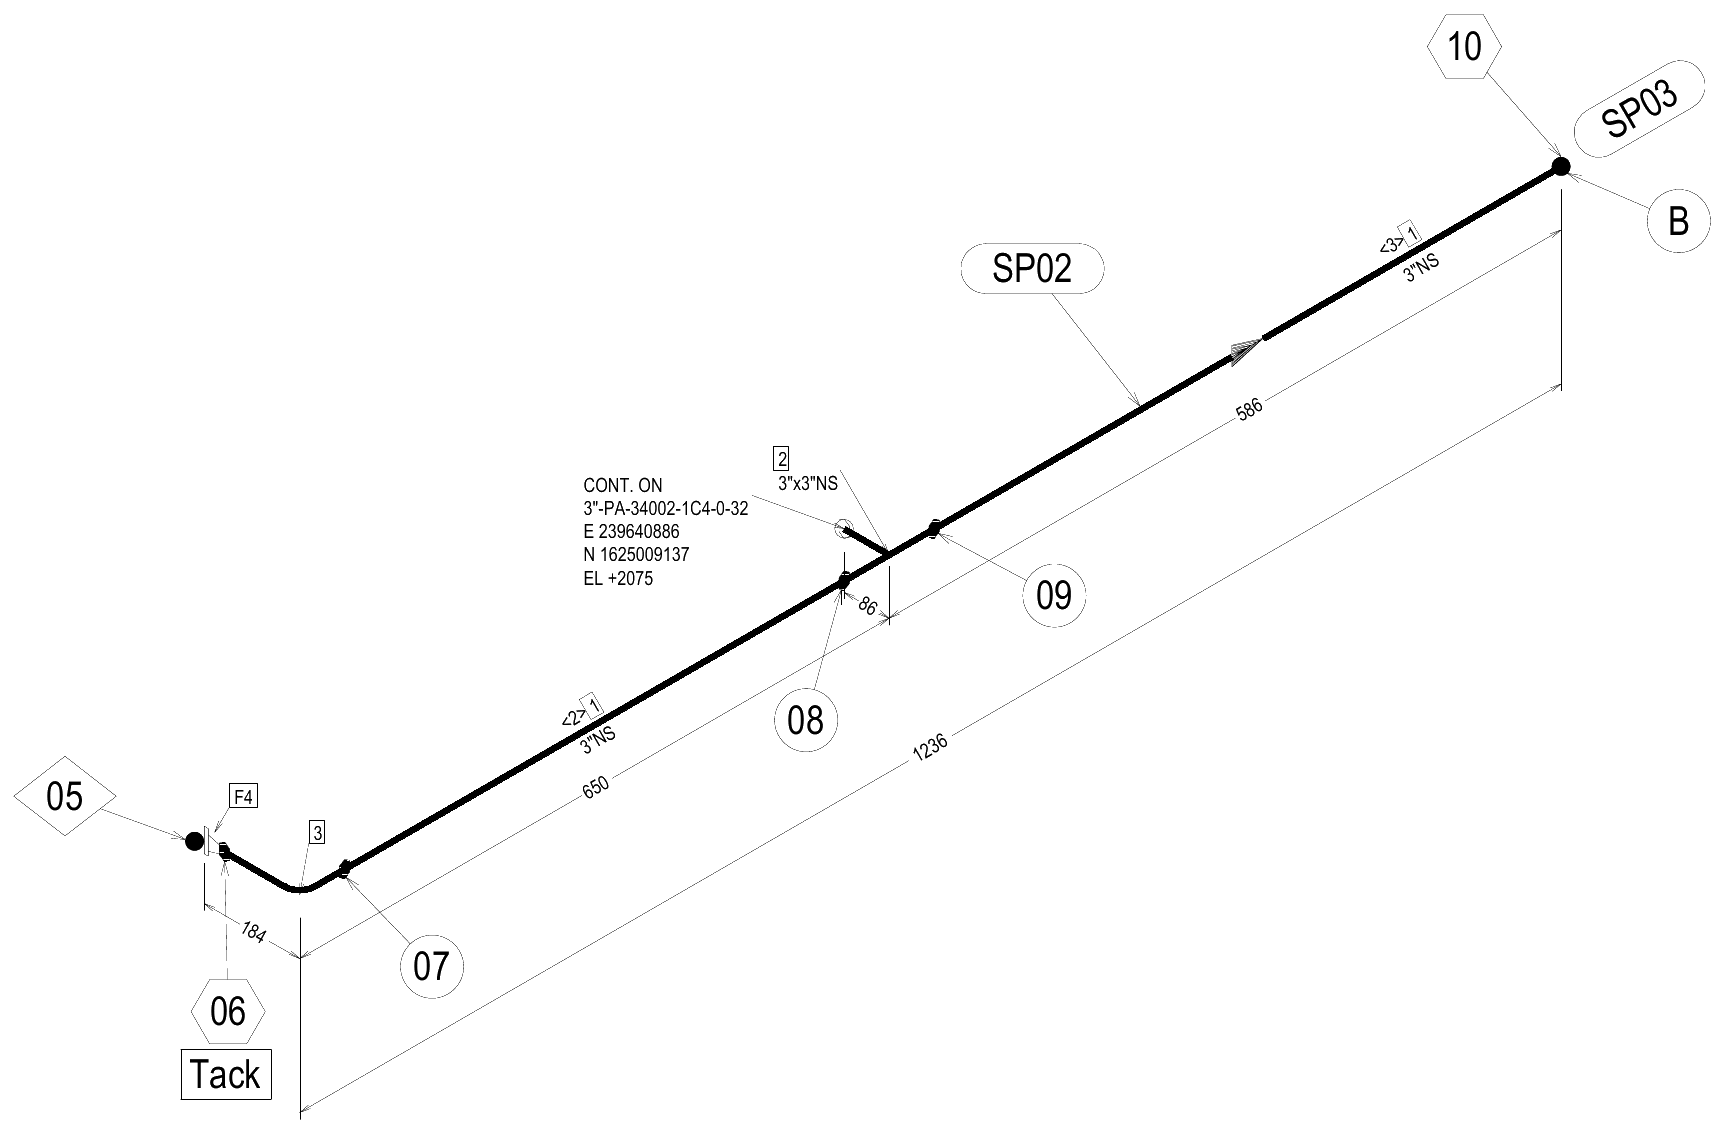 10
SP03
B
<3> 1
3"NS
SP02
586
2
3"x3"NS
CONT. ON
3"-PA-34002-1C4-0-32
E 239640886
N 1625009137
EL +2075
09
86
08
<2> 1
3"NS
1236
650
05
F4
3
184
07
06
Tack